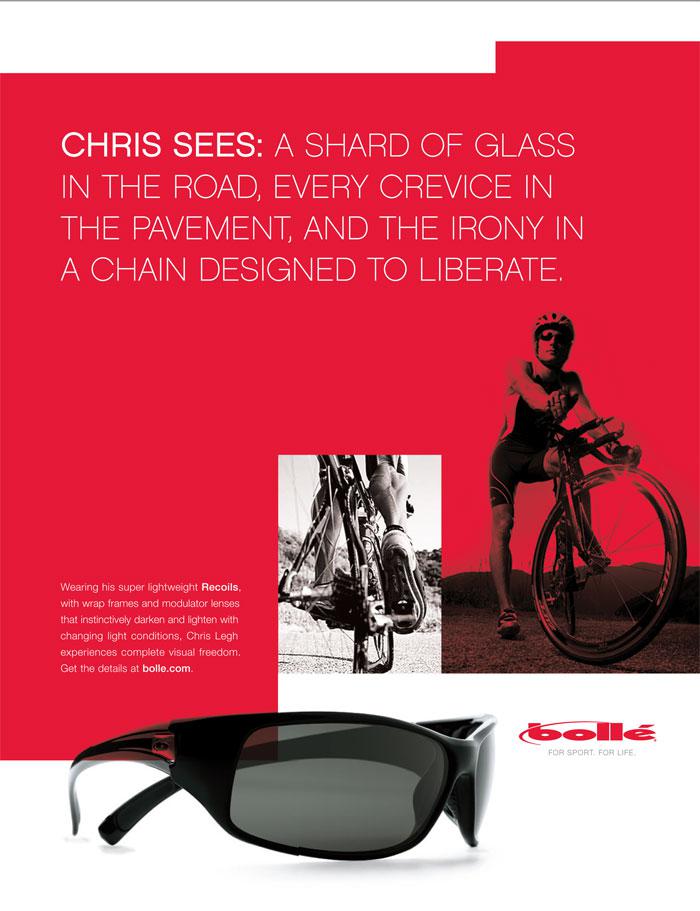 CHRIS SEES: A SHARD OF GLASS
IN THE ROAD, EVERY CREVICE IN
THE PAVEMENT, AND THE IRONY IN
A CHAIN DESIGNED TO LIBERATE.
Wearing his super lightweight Recoils,
with wrap frames and modulator lenses
that instinctively darken and lighten with
changing light conditions, Chris Legh
experiences complete visual freedom.
Get the details at bolle.com.
bollé
FOR SPORT. FOR LIFE.